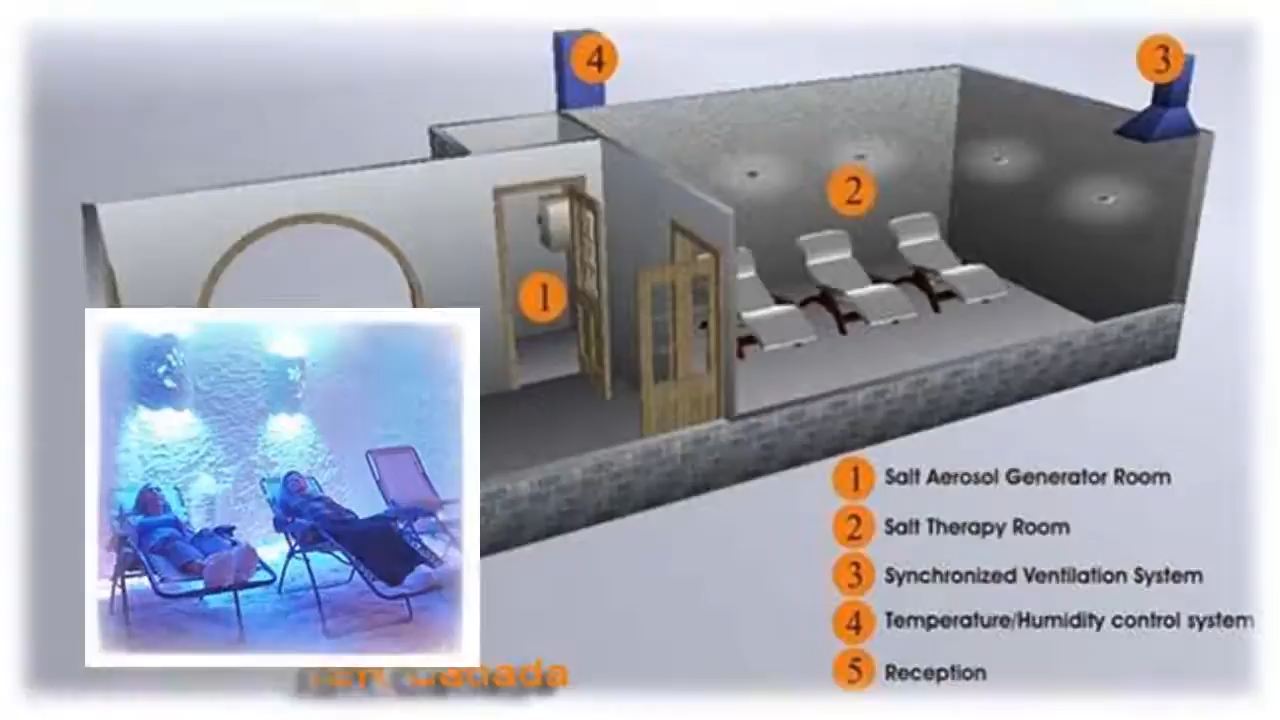 4
3
2
1
1 Salt Aerosol Generator Room
2 Salt Therapy Room
3 Synchronized Ventilation System
4 Temperature/Humidity control system
5 Reception
Canada